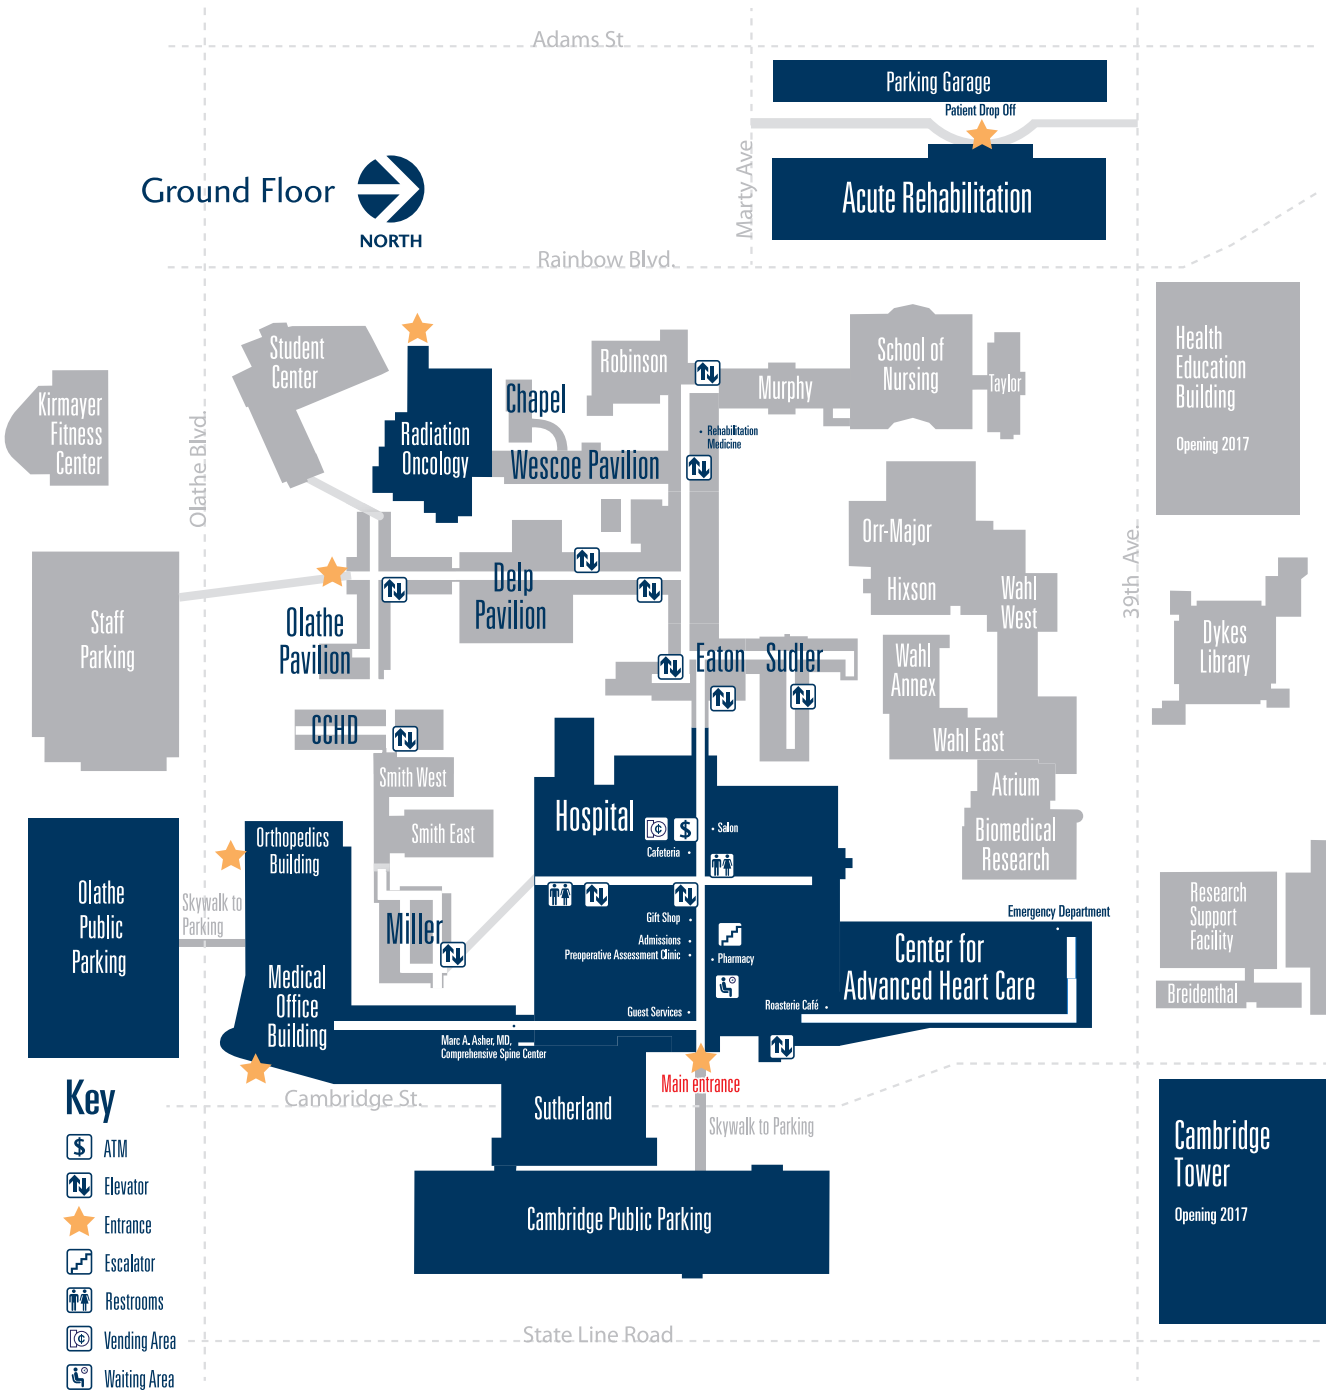 Adams St
Parking Garage
Patient Drop Off
Marty Ave
Acute Rehabilitation
Ground Floor
NORTH
Rainbow Blvd.
Student
Center
Kirmayer
Fitness
Center
Olathe Blvd.
Radiation
Oncology
Chapel
Wescoe Pavilion
Robinson
Rehabilitation
Medicine
Murphy
School of
Nursing
Taylor
Health
Education
Building
Opening 2017
Staff
Parking
Olathe
Pavilion
Delp
Pavilion
Orr-Major
Hixson
Wahl
West
39th Ave.
Dykes
Library
Eaton
Sudler
Wahl
Annex
Wahl East
CCHD
Smith West
Smith East
Atrium
Biomedical
Research
Hospital
$
Salon
Cafeteria
Orthopedics
Building
Olathe
Public
Parking
Skywalk to
Parking
Miller
Gift Shop
Admissions
Preoperative Assessment Clinic
Pharmacy
Emergency Department
Center for
Advanced Heart Care
Research
Support
Facility
Breidenthal
Medical
Office
Building
Guest Services
Roasterie Café
Marc A. Asher, MD,
Comprehensive Spine Center
Main entrance
Cambridge St.
Sutherland
Skywalk to Parking
Cambridge Public Parking
Cambridge
Tower
Opening 2017
State Line Road
Key
$ ATM
Elevator
Entrance
Escalator
Restrooms
Vending Area
Waiting Area